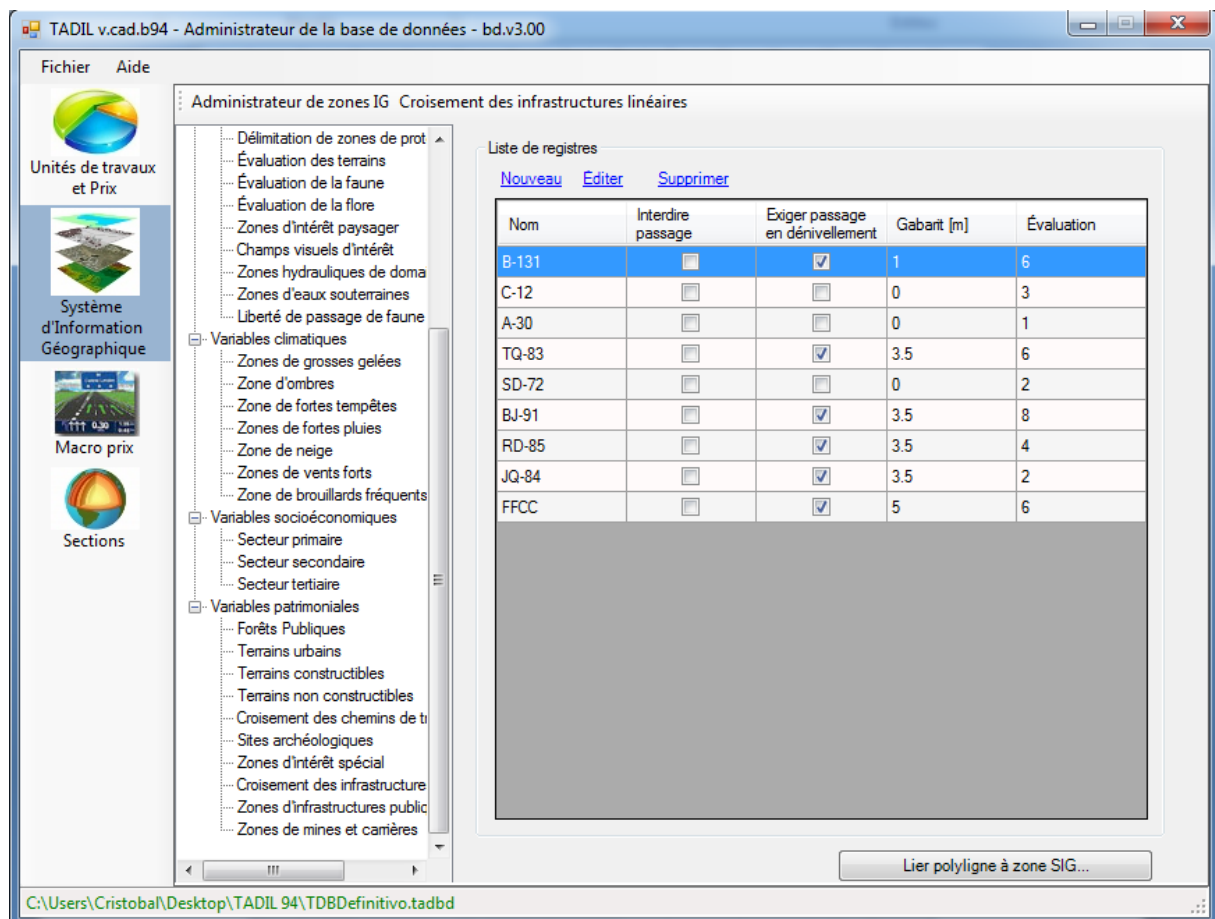 TADIL v.cad.b94 - Administrateur de la base de données - bd.v3.00
Fichier Aide
Unités de travaux
et Prix
Système
d'Information
Géographique
Macro prix
Sections
Administrateur de zones IG Croisement des infrastructures linéaires
Délimitation de zones de prot
Évaluation des terrains
Évaluation de la faune
Évaluation de la flore
Zones d'intérêt paysager
Champs visuels d'intérêt
Zones hydrauliques de doma
Zones d'eaux souterraines
Liberté de passage de faune
Variables climatiques
Zones de grosses gelées
Zone d'ombres
Zone de fortes tempêtes
Zones de fortes pluies
Zone de neige
Zones de vents forts
Zone de brouillards fréquents
Variables socioéconomiques
Secteur primaire
Secteur secondaire
Secteur tertiaire
Variables patrimoniales
Forêts Publiques
Terrains urbains
Terrains constructibles
Terrains non constructibles
Croisement des chemins de tr
Sites archéologiques
Zones d'intérêt spécial
Croisement des infrastructure
Zones d'infrastructures public
Zones de mines et carrières
Liste de registres
Nouveau Éditer Supprimer
Nom Interdire passage Exiger passage en dénivellement Gabarit [m] Évaluation
B-131 1 6
C-12 0 3
A-30 0 1
TQ-83 3.5 6
SD-72 0 2
BJ-91 3.5 8
RD-85 3.5 4
JQ-84 3.5 2
FFCC 5 6
Lier polyligne à zone SIG...
C:\Users\Cristobal\Desktop\TADIL 94\TDBDefinitivo.tadbd